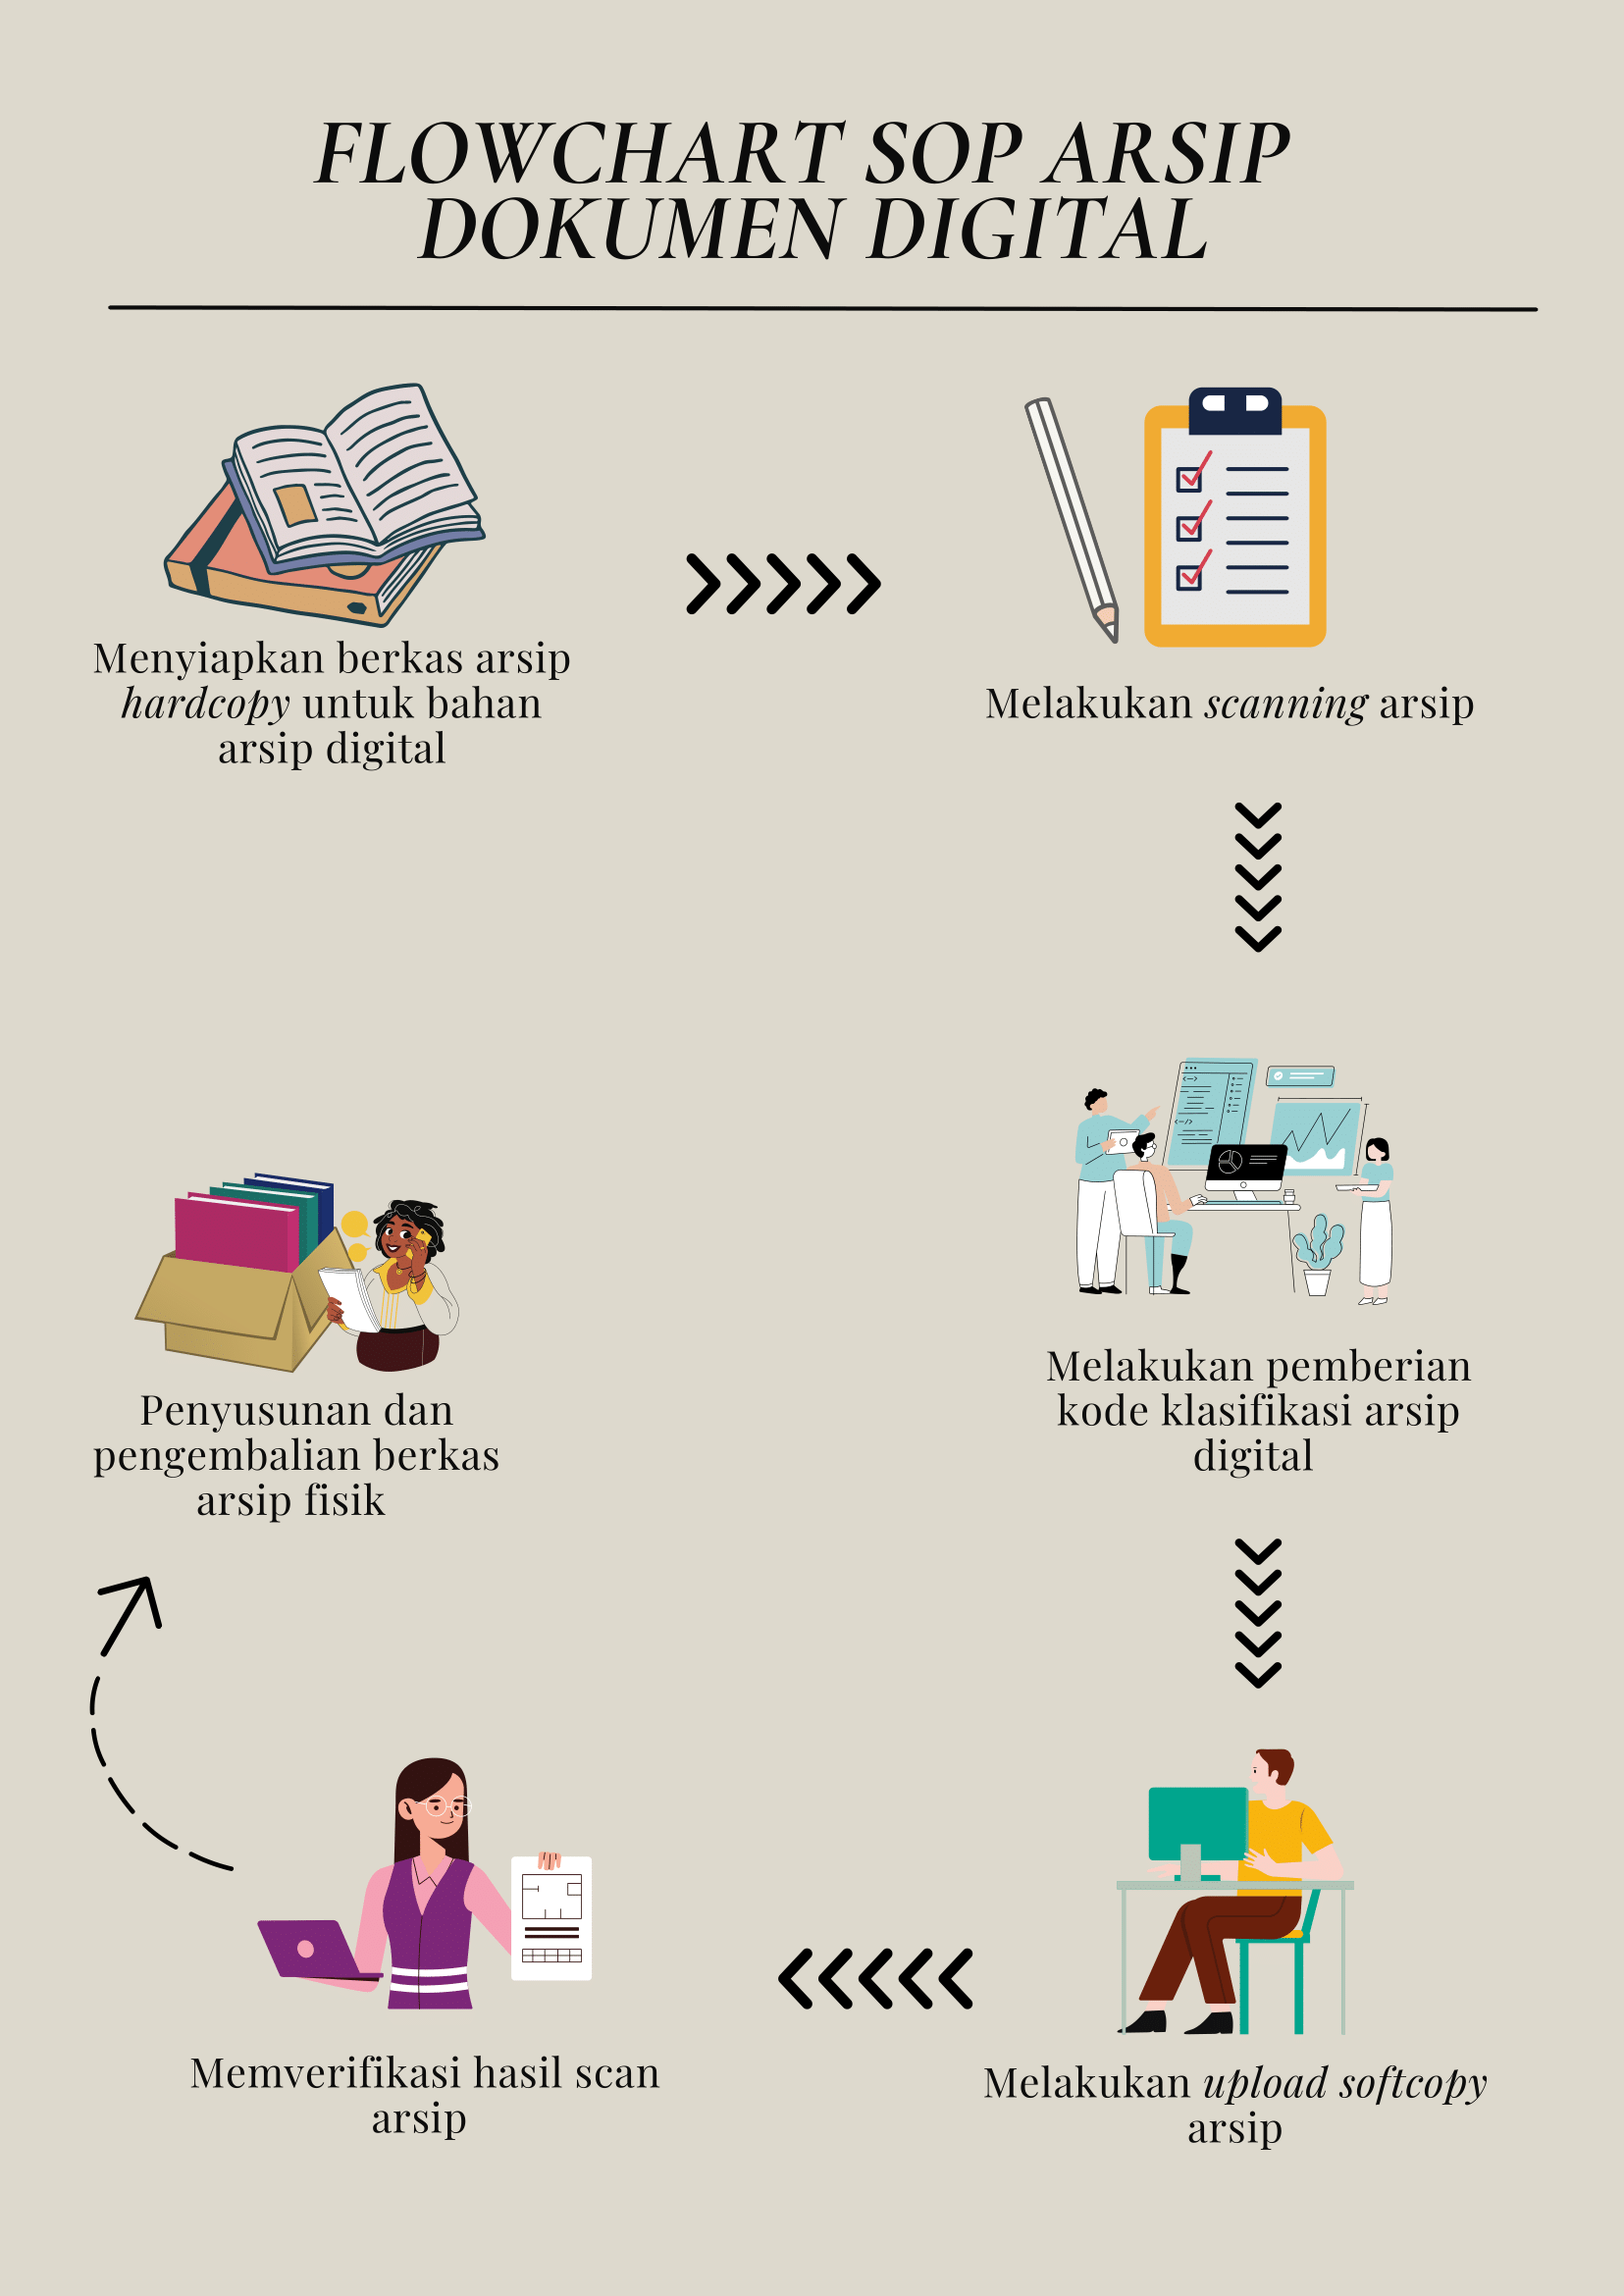 FLOWCHART SOP ARSIP
DOKUMEN DIGITAL
Menyiapkan berkas arsip
hardcopy untuk bahan
arsip digital
Melakukan scanning arsip
Melakukan pemberian
kode klasifikasi arsip
digital
Melakukan upload softcopy
arsip
Memverifikasi hasil scan
arsip
Penyusunan dan
pengembalian berkas
arsip fisik